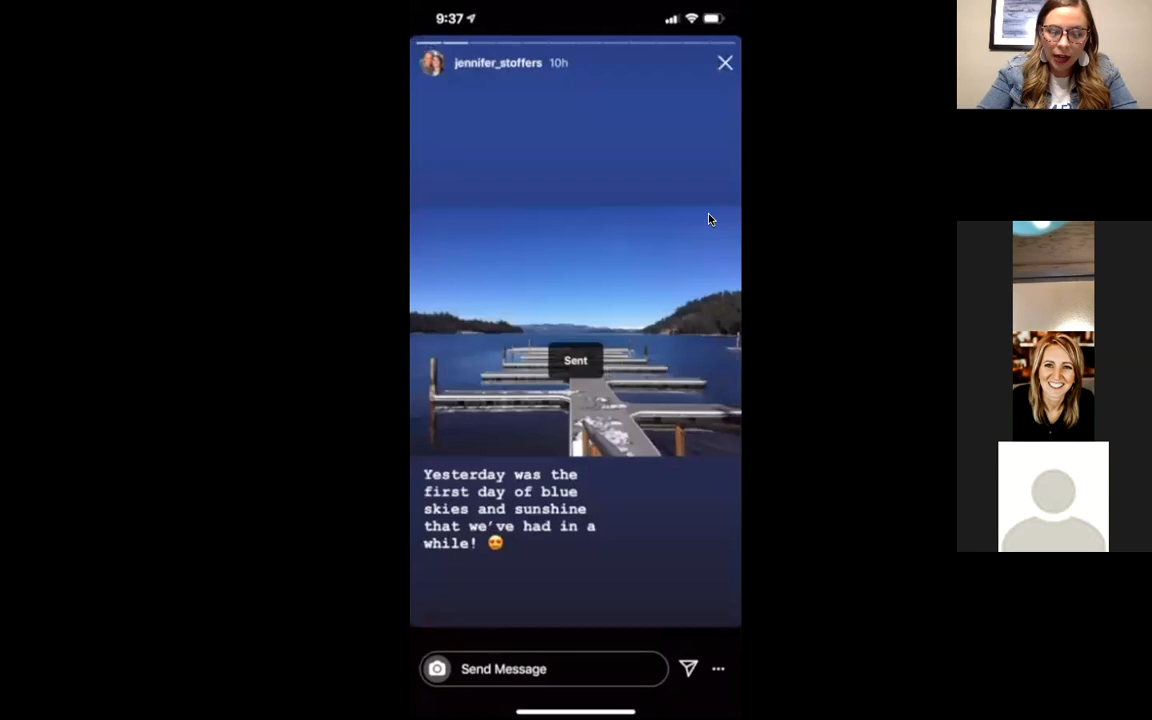 9:37
jennifer_stoffers 10h
Sent
Yesterday was the
first day of blue
skies and sunshine
that we've had in a
while! 😍
Send Message